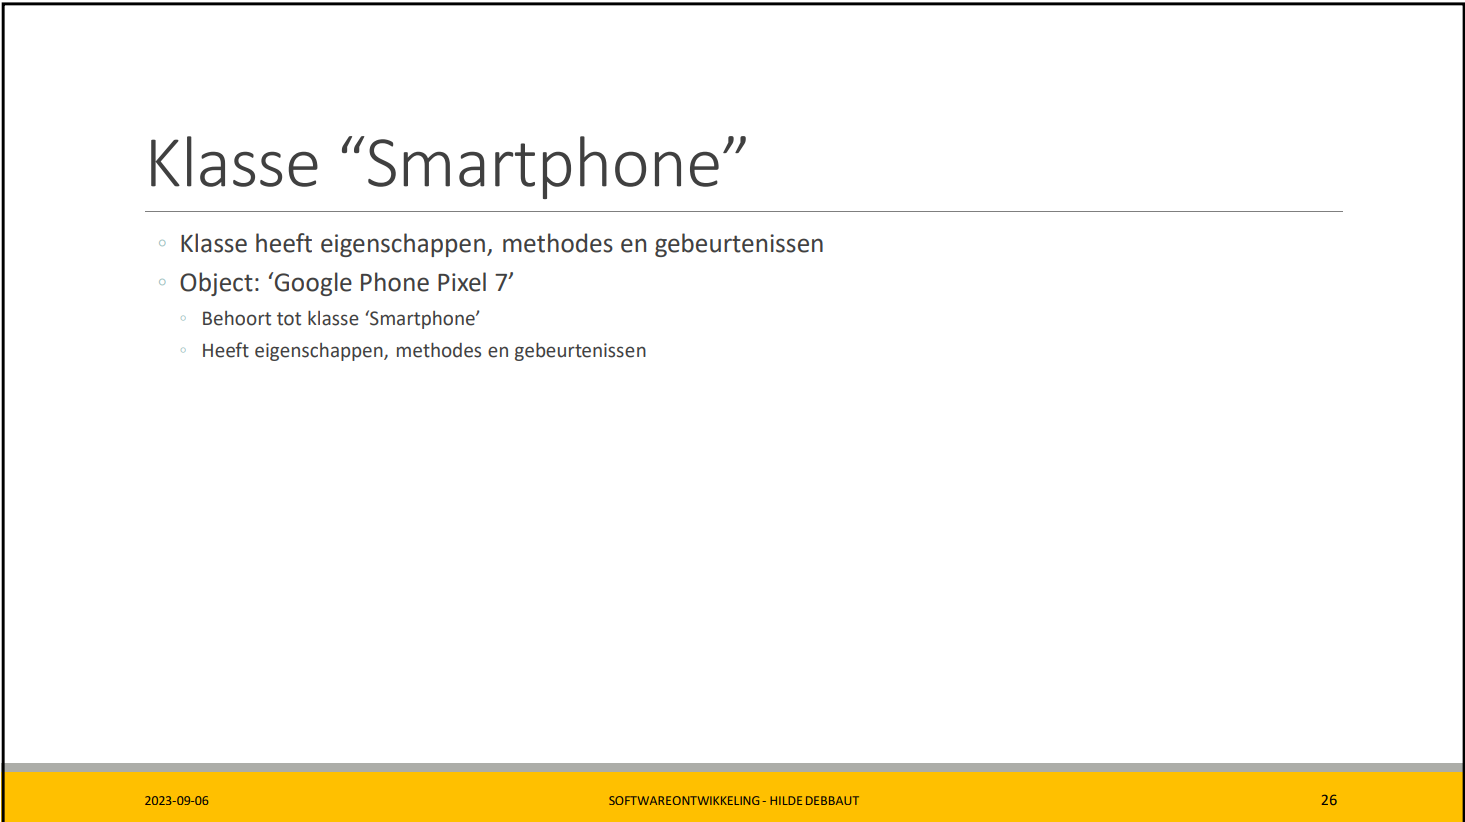 Klasse “Smartphone”
Klasse heeft eigenschappen, methodes en gebeurtenissen
Object: ‘Google Phone Pixel 7’
Behoort tot klasse ‘Smartphone’
Heeft eigenschappen, methodes en gebeurtenissen
2023-09-06
SOFTWAREONTWIKKELING - HILDE DEBBAUT
26